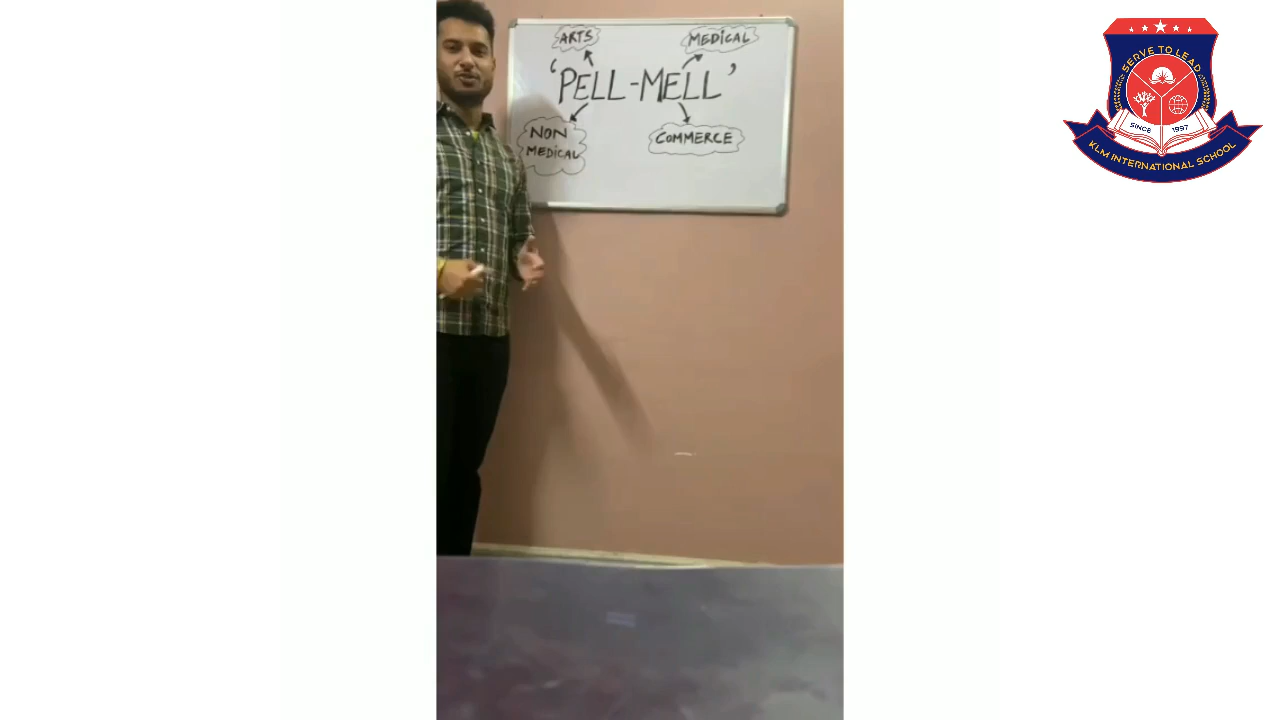 ARTS
MEDICAL
'PELL-MELL'
NON
MEDICAL
COMMERCE
SERVE TO LEAD
SINCE 1997
KLM INTERNATIONAL SCHOOL